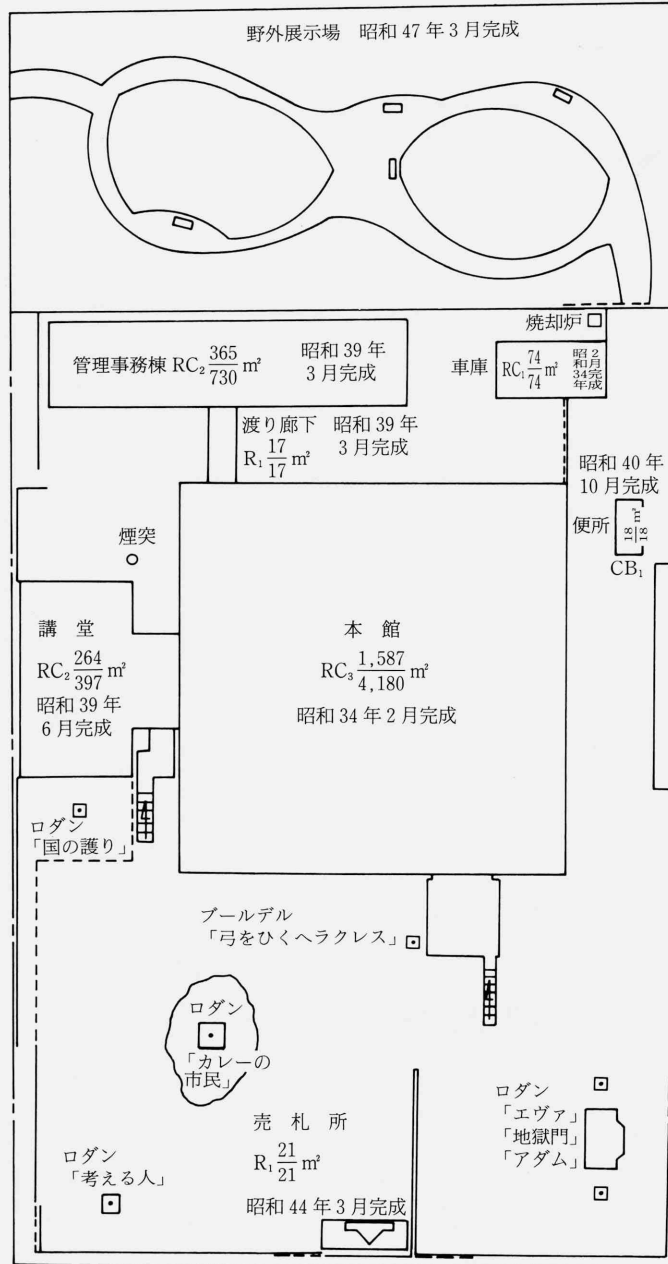 野外展示場 昭和47年3月完成
焼却炉
管理事務棟 RC₂ 365/730 m²
昭和39年
3月完成
車庫
RC₁ 74/74 m²
昭和34年
2月完成
渡り廊下
R₁ 17/17 m²
昭和39年
3月完成
昭和40年
10月完成
便所
18/18 m²
CB₁
煙突
講堂
RC₂ 264/397 m²
昭和39年
6月完成
本館
RC₃ 1,587/4,180 m²
昭和34年2月完成
ロダン
「国の護り」
ブールデル
「弓をひくヘラクレス」
ロダン
「カレーの
市民」
ロダン
「エヴァ」
「地獄門」
「アダム」
売札所
R₁ 21/21 m²
昭和44年3月完成
ロダン
「考える人」